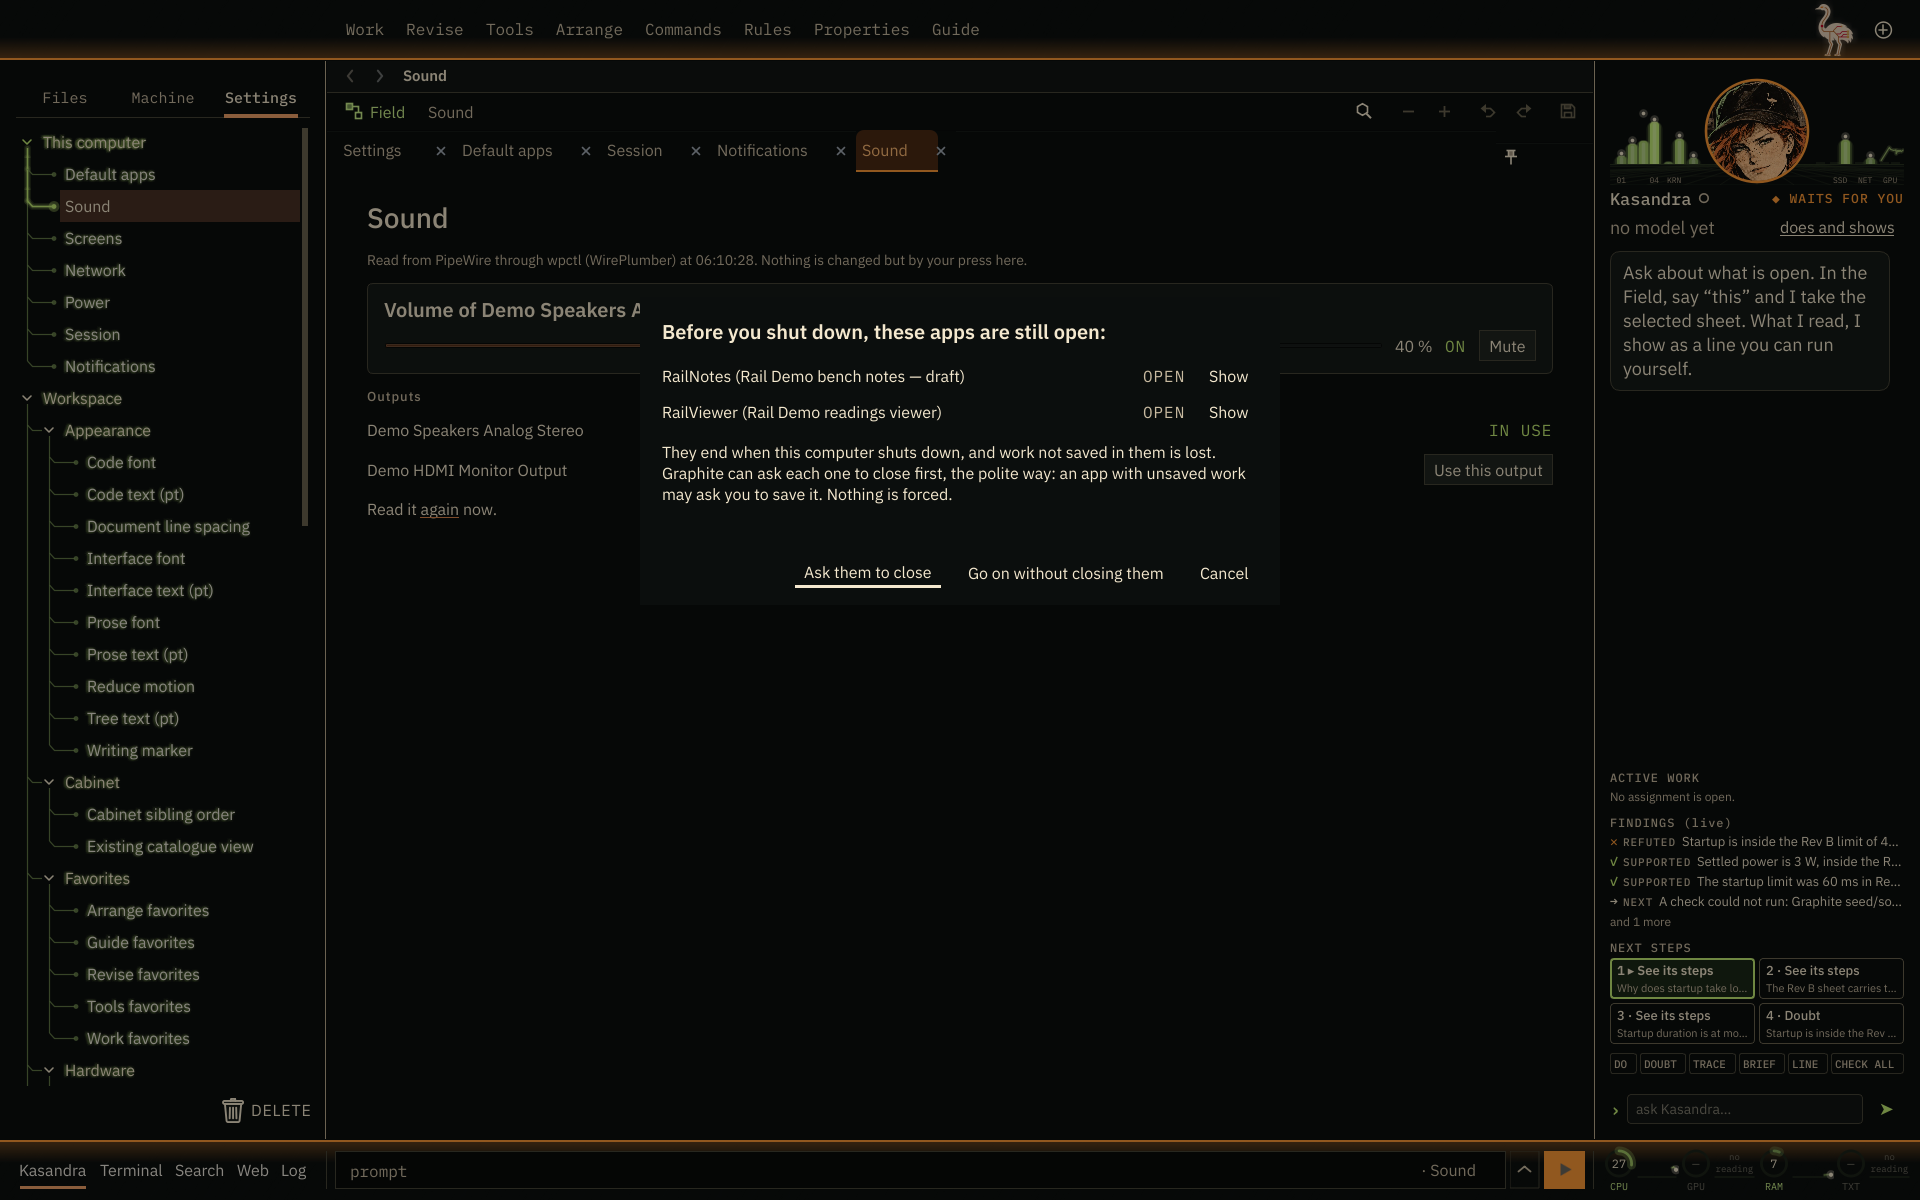 Work Revise Tools Arrange Commands Rules Properties Guide
Files Machine Settings
This computer
Default apps
Sound
Screens
Network
Power
Session
Notifications
Workspace
Appearance
Code font
Code text (pt)
Document line spacing
Interface font
Interface text (pt)
Prose font
Prose text (pt)
Reduce motion
Tree text (pt)
Writing marker
Cabinet
Cabinet sibling order
Existing catalogue view
Favorites
Arrange favorites
Guide favorites
Revise favorites
Tools favorites
Work favorites
Hardware
DELETE
Sound
Field Sound
Settings Default apps Session Notifications Sound
Sound
Read from PipeWire through wpctl (WirePlumber) at 06:10:28. Nothing is changed but by your press here.
Volume of Demo Speakers A
40 % ON Mute
Outputs
Demo Speakers Analog Stereo IN USE
Demo HDMI Monitor Output Use this output
Read it again now.
Before you shut down, these apps are still open:
RailNotes (Rail Demo bench notes — draft) OPEN Show
RailViewer (Rail Demo readings viewer) OPEN Show
They end when this computer shuts down, and work not saved in them is lost.
Graphite can ask each one to close first, the polite way: an app with unsaved work
may ask you to save it. Nothing is forced.
Ask them to close Go on without closing them Cancel
01 04 KRN SSD NET GPU
Kasandra ◆ WAITS FOR YOU
no model yet does and shows
Ask about what is open. In the
Field, say “this” and I take the
selected sheet. What I read, I
show as a line you can run
yourself.
ACTIVE WORK
No assignment is open.
FINDINGS (live)
× REFUTED Startup is inside the Rev B limit of 4...
✓ SUPPORTED Settled power is 3 W, inside the R...
✓ SUPPORTED The startup limit was 60 ms in Re...
→ NEXT A check could not run: Graphite seed/so...
and 1 more
NEXT STEPS
1 ▸ See its steps
Why does startup take lo...
2 · See its steps
The Rev B sheet carries t...
3 · See its steps
Startup duration is at mo...
4 · Doubt
Startup is inside the Rev ...
DO DOUBT TRACE BRIEF LINE CHECK ALL
› ask Kasandra...
Kasandra Terminal Search Web Log
prompt · Sound
27 CPU
– GPU no reading
7 RAM
– TXT no reading